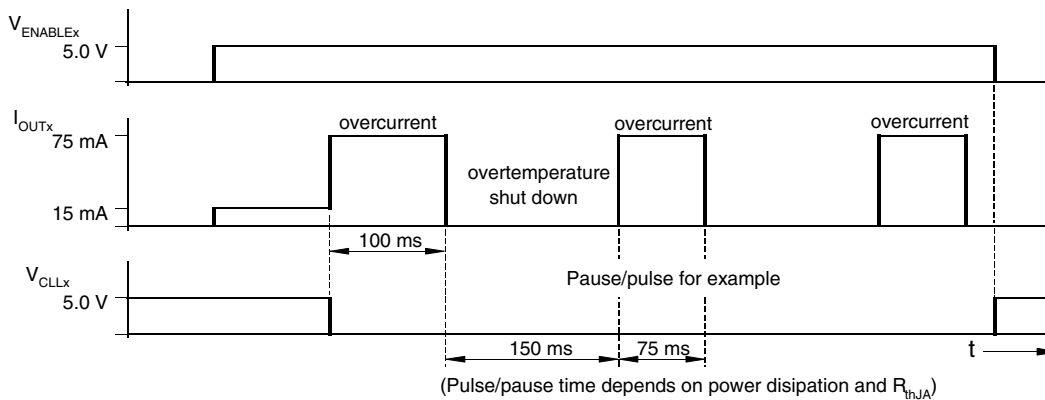 VENABLEx
5.0 V
IOUTx
75 mA
overcurrent
overcurrent
overcurrent
overtemperature
shut down
15 mA
100 ms
VCLLx
5.0 V
Pause/pulse for example
150 ms
75 ms
t
(Pulse/pause time depends on power disipation and RthJA)